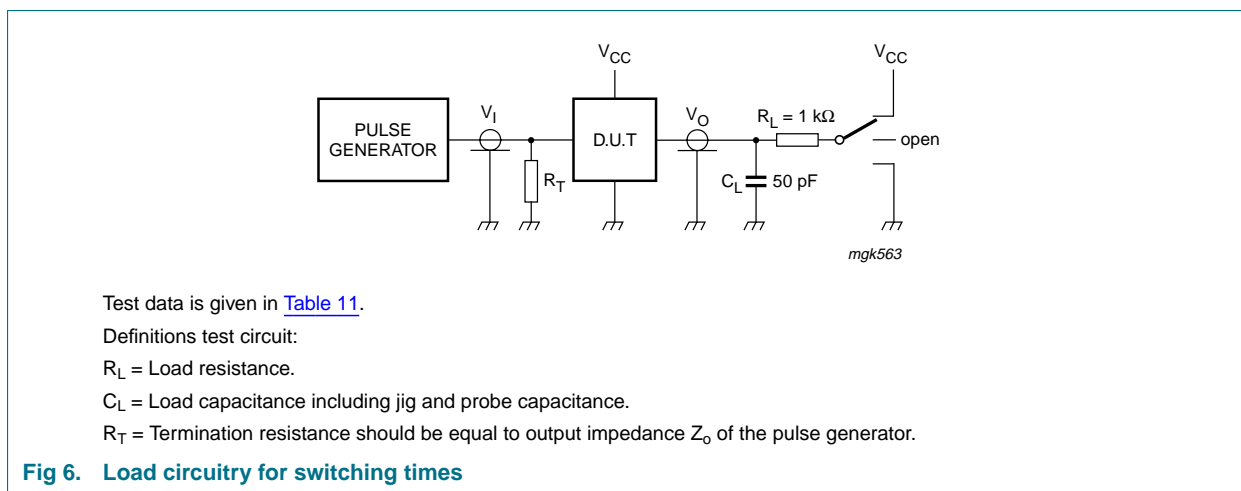 V_CC V_CC
V_I V_O R_L = 1 kΩ
PULSE
GENERATOR
D.U.T
open
R_T
C_L 50 pF
mgk563
Test data is given in Table 11.
Definitions test circuit:
R_L = Load resistance.
C_L = Load capacitance including jig and probe capacitance.
R_T = Termination resistance should be equal to output impedance Z_o of the pulse generator.
Fig 6. Load circuitry for switching times